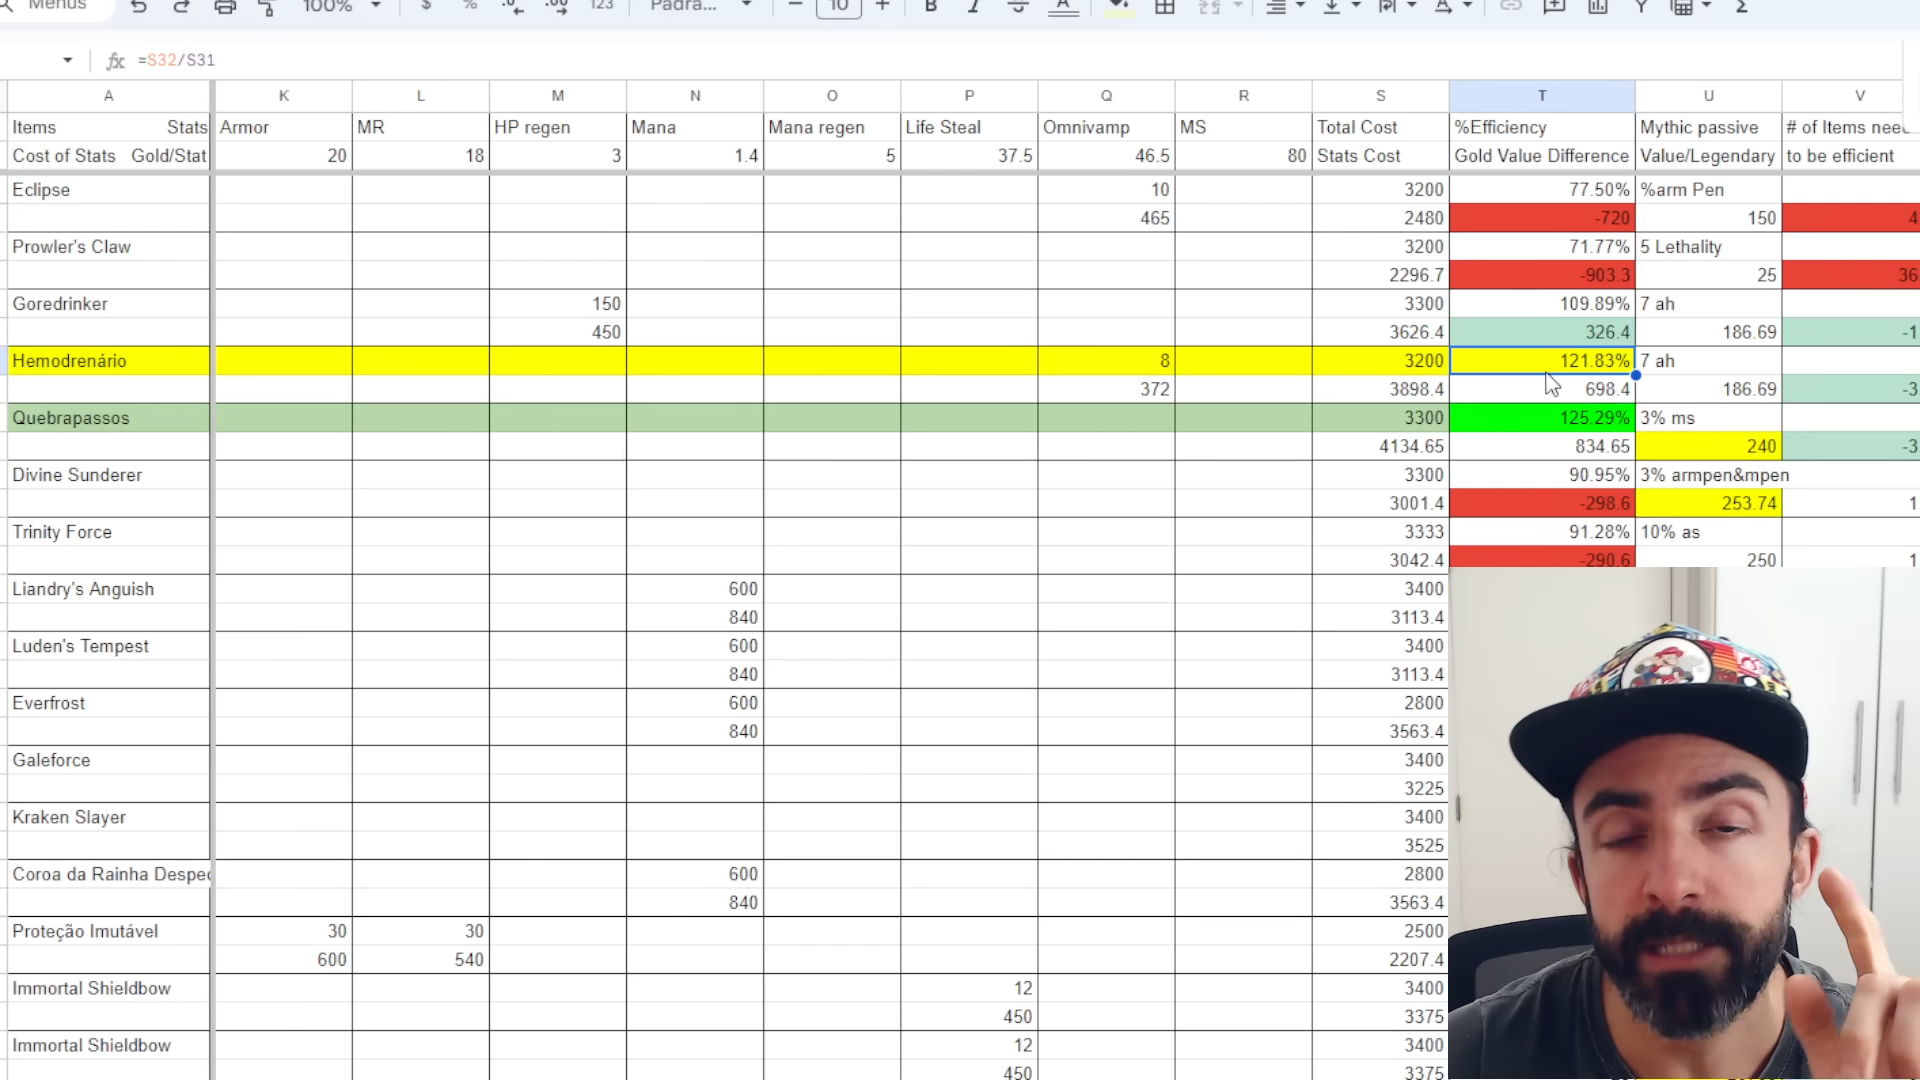 Menus 100% $ % .0 .00 123 Padra... 10 B I A Σ
fx =S32/S31
A K L M N O P Q R S T U V
Items Stats Armor MR HP regen Mana Mana regen Life Steal Omnivamp MS Total Cost %Efficiency Mythic passive # of Items need
Cost of Stats Gold/Stat 20 18 3 1.4 5 37.5 46.5 80 Stats Cost Gold Value Difference Value/Legendary to be efficient
Eclipse 10 3200 77.50% %arm Pen
465 2480 -720 150 4
Prowler's Claw 3200 71.77% 5 Lethality
2296.7 -903.3 25 36
Goredrinker 150 3300 109.89% 7 ah
450 3626.4 326.4 186.69 -1
Hemodrenário 8 3200 121.83% 7 ah
372 3898.4 698.4 186.69 -3
Quebrapassos 3300 125.29% 3% ms
4134.65 834.65 240 -3
Divine Sunderer 3300 90.95% 3% armpen&mpen
3001.4 -298.6 253.74 1
Trinity Force 3333 91.28% 10% as
3042.4 -290.6 250 1
Liandry's Anguish 600 3400
840 3113.4
Luden's Tempest 600 3400
840 3113.4
Everfrost 600 2800
840 3563.4
Galeforce 3400
3225
Kraken Slayer 3400
3525
Coroa da Rainha Despec 600 2800
840 3563.4
Proteção Imutável 30 30 2500
600 540 2207.4
Immortal Shieldbow 12 3400
450 3375
Immortal Shieldbow 12 3400
450 3375